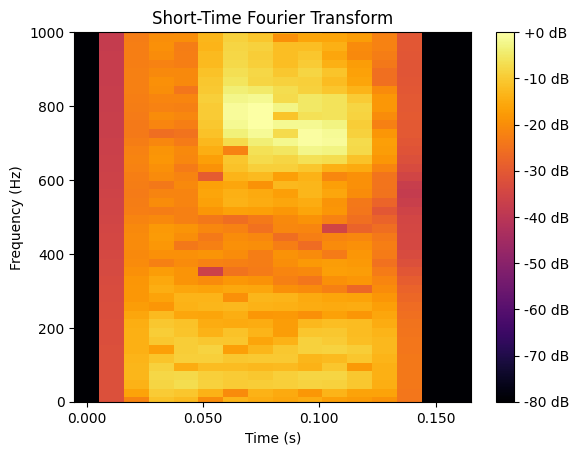 Short-Time Fourier Transform
1000
800
600
400
200
0
Frequency (Hz)
0.000
0.050
0.100
0.150
Time (s)
+0 dB
-10 dB
-20 dB
-30 dB
-40 dB
-50 dB
-60 dB
-70 dB
-80 dB